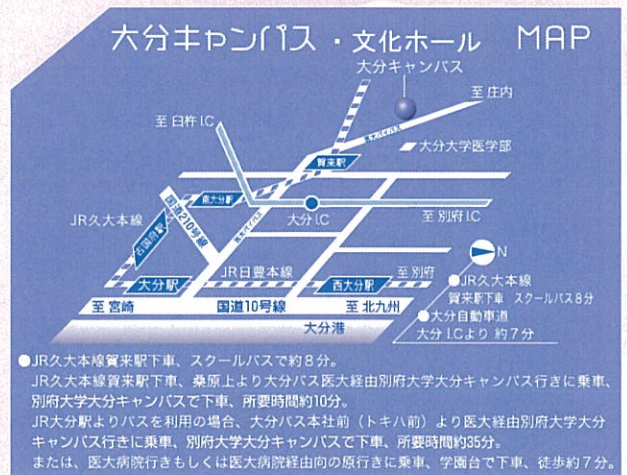 大分キャンパス・文化ホール MAP
大分キャンパス
至 庄内
至 臼杵 I.C
大分大学医学部
賀来駅
南大分駅
国道210号線
大分 I.C
至 別府 I.C
JR久大本線
古国府駅
N
大分駅
JR日豊本線
西大分駅
至 別府
●JR久大本線
賀来駅下車 スクールバス8分
●大分自動車道
大分 I.Cより 約7分
至 宮崎
国道10号線
至 北九州
大分港
●JR久大本線賀来駅下車、スクールバスで約8分。
JR久大本線賀来駅下車、桑原上より大分バス医大経由別府大学大分キャンパス行きに乗車、
別府大学大分キャンパスで下車、所要時間約10分。
JR大分駅よりバスを利用の場合、大分バス本社前(トキハ前)より医大経由別府大学大分
キャンパス行きに乗車、別府大学大分キャンパスで下車、所要時間約35分。
または、医大病院行きもしくは医大病院経由向の原行きに乗車、学園台で下車、徒歩約7分。